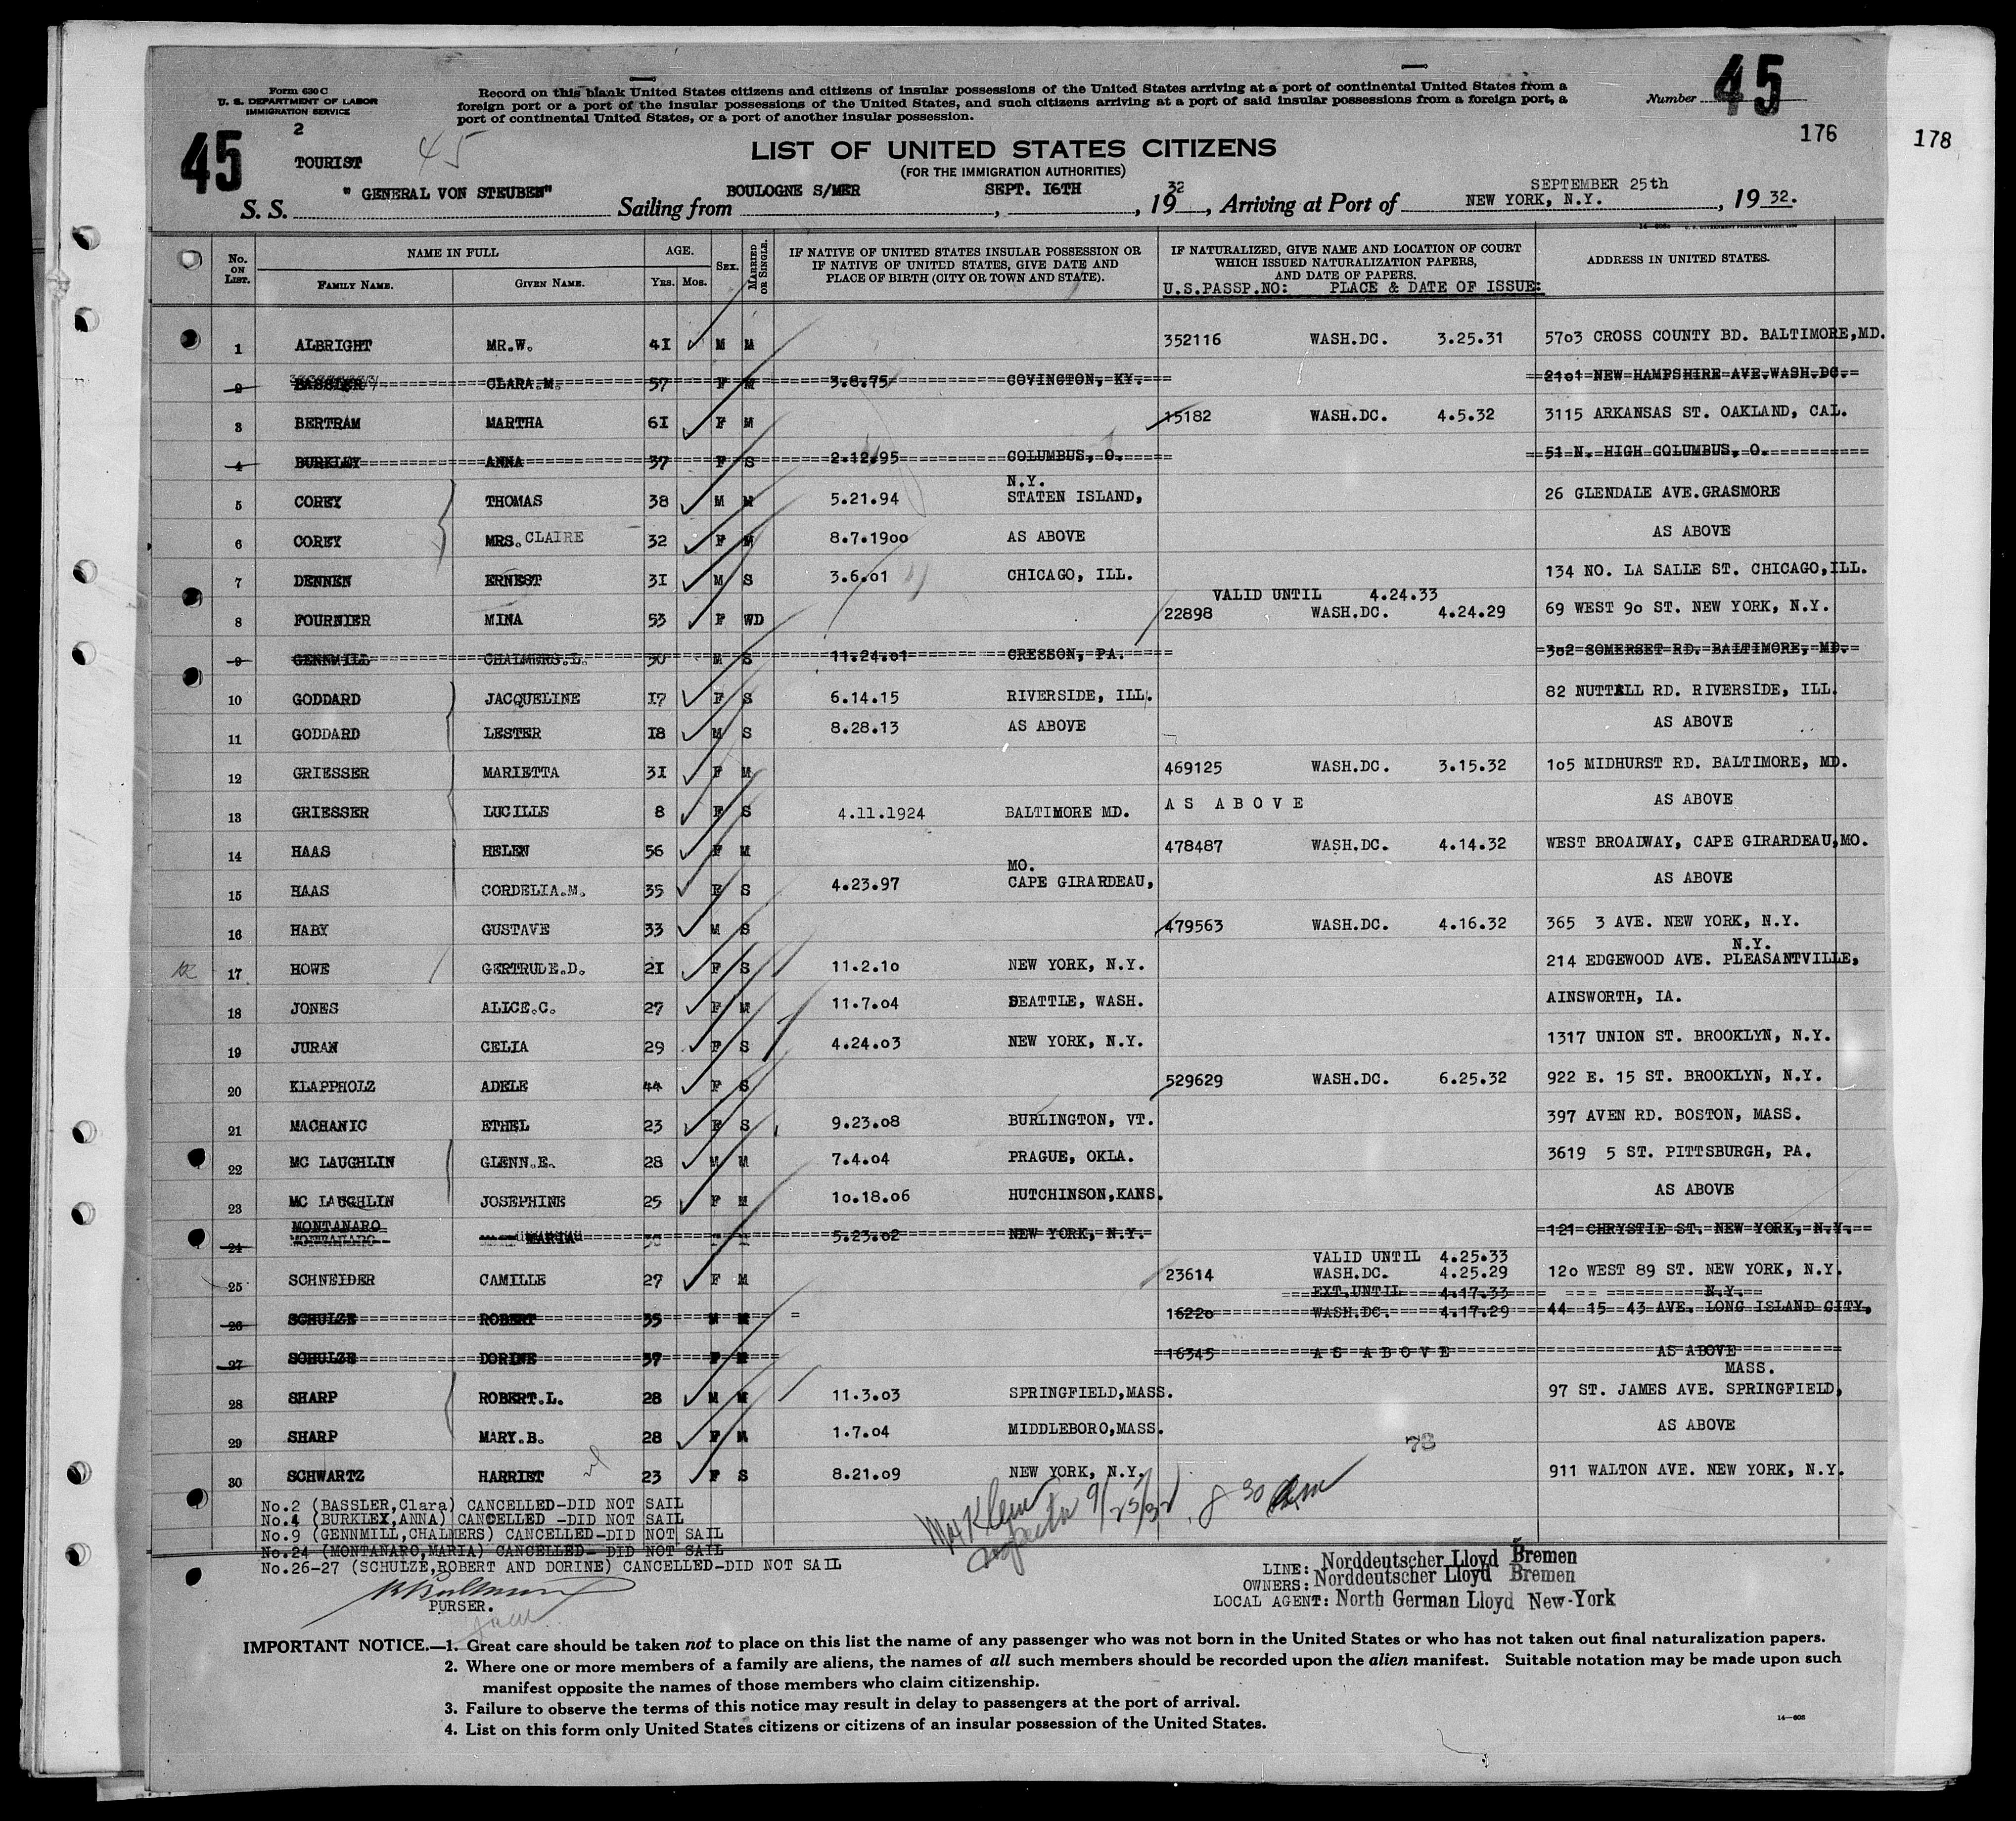 Form 630 C
U. S. DEPARTMENT OF LABOR
IMMIGRATION SERVICE
2
Record on this blank United States citizens and citizens of insular possessions of the United States arriving at a port of continental United States from a
foreign port or a port of the insular possessions of the United States, and such citizens arriving at a port of said insular possessions from a foreign port, a
port of continental United States, or a port of another insular possession.
Number 45
176
178
45
TOURIST
45
LIST OF UNITED STATES CITIZENS
(FOR THE IMMIGRATION AUTHORITIES)
S. S. " GENERAL VON STEUBEN" Sailing from BOULOGNE S/MER, SEPT. 16TH, 1932, Arriving at Port of NEW YORK, N.Y. SEPTEMBER 25th, 1932.
No. ON LIST. NAME IN FULL AGE. SEX. MARRIED OR SINGLE. IF NATIVE OF UNITED STATES INSULAR POSSESSION OR IF NATIVE OF UNITED STATES, GIVE DATE AND PLACE OF BIRTH (CITY OR TOWN AND STATE). IF NATURALIZED, GIVE NAME AND LOCATION OF COURT WHICH ISSUED NATURALIZATION PAPERS, AND DATE OF PAPERS. ADDRESS IN UNITED STATES.
FAMILY NAME. GIVEN NAME. YRS. MOS. U.S.PASSP.NO: PLACE & DATE OF ISSUE:
1 ALBRIGHT MR.W. 41 M M 352116 WASH.DC. 3.25.31 5703 CROSS COUNTY BD. BALTIMORE,MD.
2 BASSLER CLARA.M. 57 F M 3.8.75 COVINGTON, KY. 2101 NEW HAMPSHIRE AVE.WASH.DC.
3 BERTRAM MARTHA 61 F M 15182 WASH.DC. 4.5.32 3115 ARKANSAS ST. OAKLAND, CAL.
4 BURKLEY ANNA 37 F S 2.12.95 COLUMBUS, O. 51 N. HIGH COLUMBUS, O.
5 COREY THOMAS 38 M M 5.21.94 N.Y. STATEN ISLAND, 26 GLENDALE AVE.GRASMORE
6 COREY MRS. CLAIRE 32 F M 8.7.1900 AS ABOVE AS ABOVE
7 DENNEN ERNEST 31 M S 3.6.01 CHICAGO, ILL. 134 NO. LA SALLE ST. CHICAGO,ILL.
VALID UNTIL 4.24.33
8 FOURNIER MINA 53 F WD 22898 WASH.DC. 4.24.29 69 WEST 90 ST. NEW YORK, N.Y.
9 GENNMILL CHALMERS.L. 30 M S 11.24.01 CRESSON, PA. 302 SOMERSET RD. BALTIMORE, MD.
10 GODDARD JACQUELINE 17 F S 6.14.15 RIVERSIDE, ILL. 82 NUTTALL RD. RIVERSIDE, ILL.
11 GODDARD LESTER 18 M S 8.28.13 AS ABOVE AS ABOVE
12 GRIESSER MARIETTA 31 F M 469125 WASH.DC. 3.15.32 105 MIDHURST RD. BALTIMORE, MD.
13 GRIESSER LUCILLE 8 F S 4.11.1924 BALTIMORE MD. AS ABOVE AS ABOVE
14 HAAS HELEN 56 F M 478487 WASH.DC. 4.14.32 WEST BROADWAY, CAPE GIRARDEAU,MO.
15 HAAS CORDELIA.M. 35 F S 4.23.97 MO. CAPE GIRARDEAU, AS ABOVE
16 HABY GUSTAVE 33 M S 479563 WASH.DC. 4.16.32 365 3 AVE. NEW YORK, N.Y.
17 HOWE GERTRUDE.D. 21 F S 11.2.10 NEW YORK, N.Y. 214 EDGEWOOD AVE. PLEASANTVILLE, N.Y.
18 JONES ALICE.C. 27 F M 11.7.04 SEATTLE, WASH. AINSWORTH, IA.
19 JURAN CELIA 29 F S 4.24.03 NEW YORK, N.Y. 1317 UNION ST. BROOKLYN, N.Y.
20 KLAPPHOLZ ADELE 44 F S 529629 WASH.DC. 6.25.32 922 E. 15 ST. BROOKLYN, N.Y.
21 MACHANIC ETHEL 23 F S 9.23.08 BURLINGTON, VT. 397 AVEN RD. BOSTON, MASS.
22 MC LAUGHLIN GLENN.E. 28 M M 7.4.04 PRAGUE, OKLA. 3619 5 ST. PITTSBURGH, PA.
23 MC LAUGHLIN JOSEPHINE 25 F M 10.18.06 HUTCHINSON,KANS. AS ABOVE
24 MONTANARO MARIA 30 F M 5.23.02 NEW YORK, N.Y. 121 CHRYSTIE ST. NEW YORK, N.Y.
VALID UNTIL 4.25.33
25 SCHNEIDER CAMILLE 27 F M 23614 WASH.DC. 4.25.29 120 WEST 89 ST. NEW YORK, N.Y.
EXT.UNTIL 4.17.33 N.Y.
26 SCHULZE ROBERT 35 M M 16220 WASH.DC. 4.17.29 44 15 43 AVE. LONG ISLAND CITY,
27 SCHULZE DORINE 37 F M 16345 AS ABOVE AS ABOVE
MASS.
28 SHARP ROBERT.L. 28 M M 11.3.03 SPRINGFIELD,MASS. 97 ST. JAMES AVE. SPRINGFIELD,
29 SHARP MARY.B. 28 F M 1.7.04 MIDDLEBORO,MASS. AS ABOVE
73
30 SCHWARTZ HARRIET 23 F S 8.21.09 NEW YORK, N.Y. 911 WALTON AVE. NEW YORK, N.Y.
No.2 (BASSLER,Clara) CANCELLED-DID NOT SAIL
No.4 (BURKLEY,ANNA) CANCELLED -DID NOT SAIL
No.9 (GENNMILL,CHALMERS) CANCELLED-DID NOT SAIL
No.24 (MONTANARO,MARIA) CANCELLED- DID NOT SAIL
No.26-27 (SCHULZE,ROBERT AND DORINE) CANCELLED-DID NOT SAIL
Klein 9/25/32 8 30 am
Inspector
PURSER.
LINE: Norddeutscher Lloyd Bremen
OWNERS: Norddeutscher Lloyd Bremen
LOCAL AGENT: North German Lloyd New-York
IMPORTANT NOTICE.—1. Great care should be taken not to place on this list the name of any passenger who was not born in the United States or who has not taken out final naturalization papers.
2. Where one or more members of a family are aliens, the names of all such members should be recorded upon the alien manifest. Suitable notation may be made upon such
manifest opposite the names of those members who claim citizenship.
3. Failure to observe the terms of this notice may result in delay to passengers at the port of arrival.
4. List on this form only United States citizens or citizens of an insular possession of the United States.
14—608